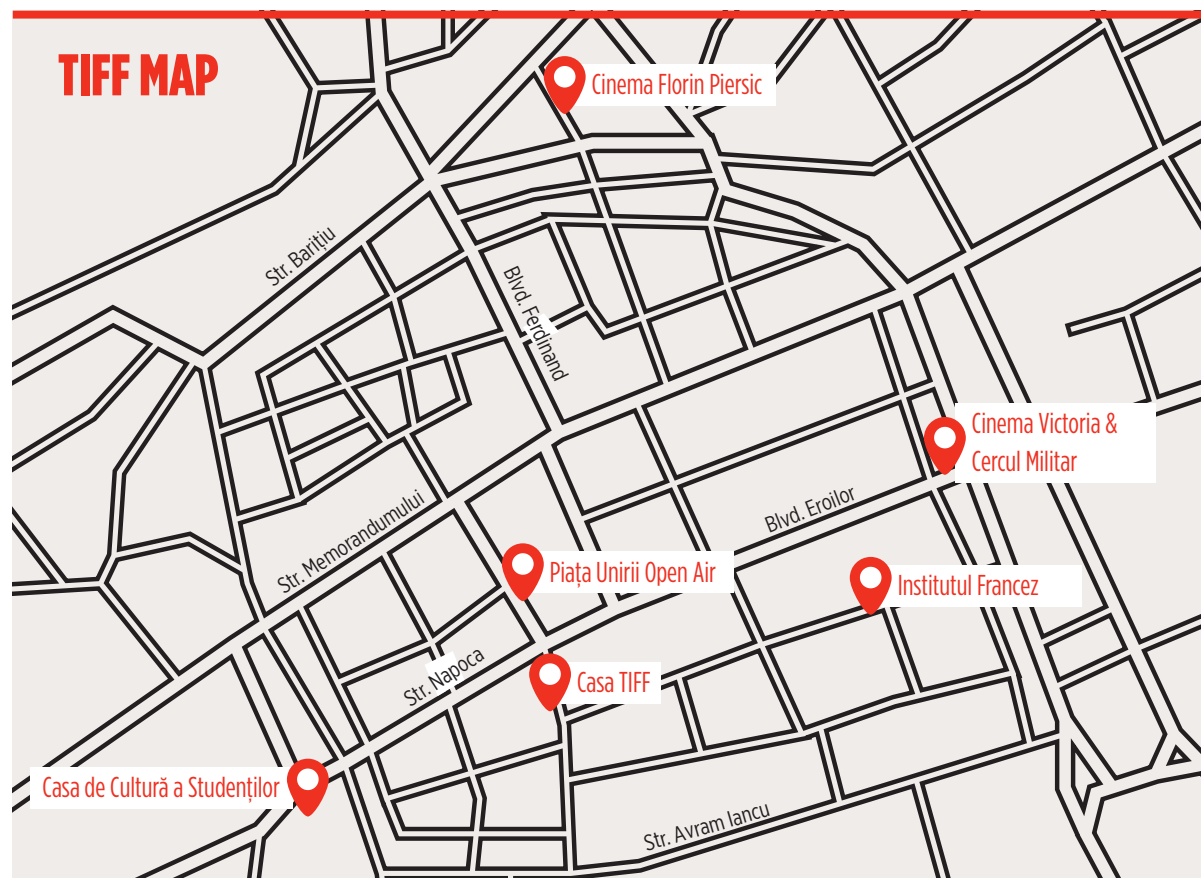 TIFF MAP
Cinema Florin Piersic
Str. Barițiu
Blvd. Ferdinand
Cinema Victoria &
Cercul Militar
Blvd. Eroilor
Str. Memorandumului
Piața Unirii Open Air
Institutul Francez
Str. Napoca
Casa TIFF
Casa de Cultură a Studenților
Str. Avram Iancu